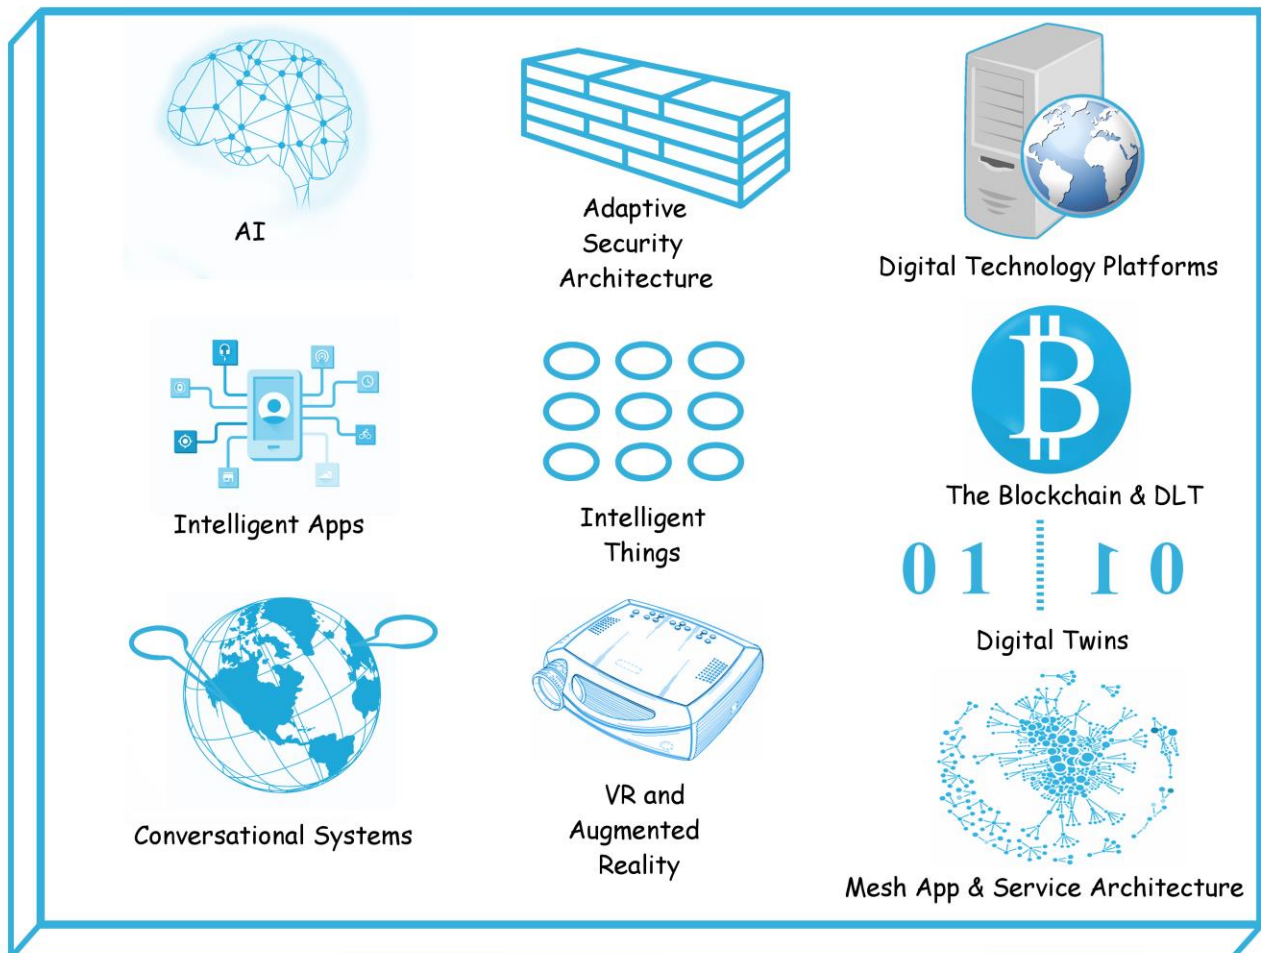 AI
Adaptive
Security
Architecture
Digital Technology Platforms
Intelligent Apps
Intelligent
Things
The Blockchain & DLT
01 10
Digital Twins
Conversational Systems
VR and
Augmented
Reality
Mesh App & Service Architecture